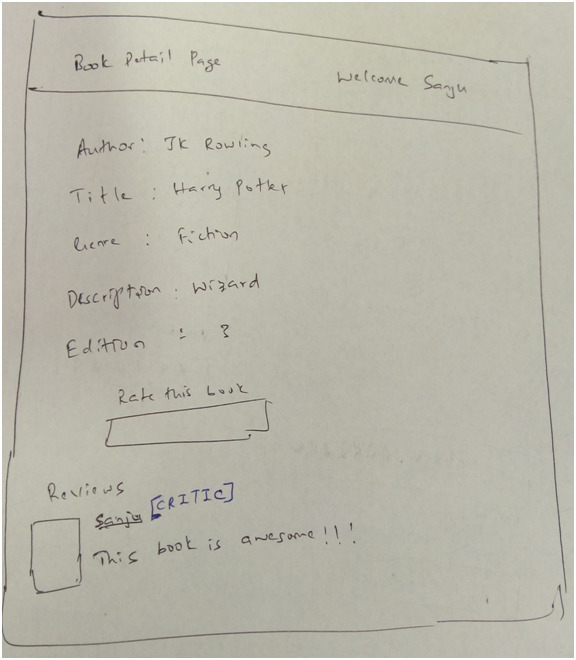 Book Detail Page
Welcome Sanju
Author: JK Rowling
Title : Harry Potter
Genre : Fiction
Description : Wizard
Edition : 3
Rate this book
Reviews
Sanju [CRITIC]
This book is awesome!!!